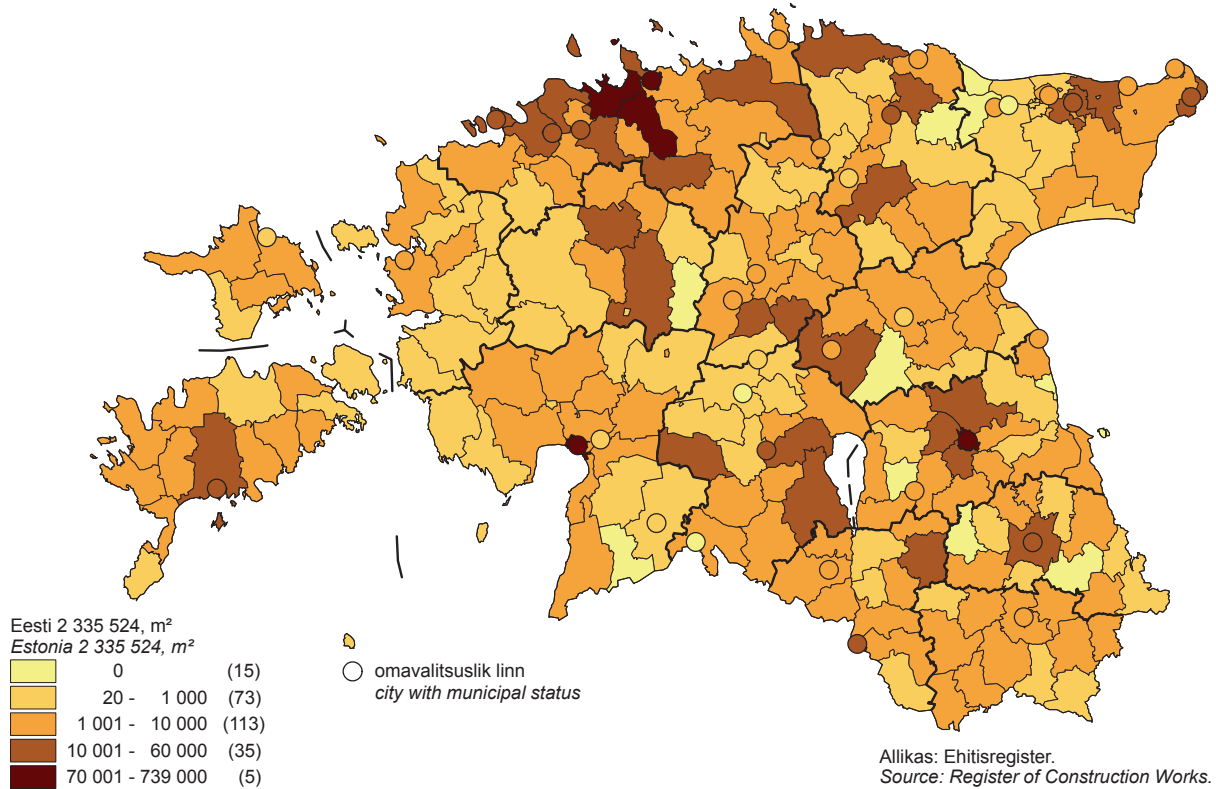 Eesti 2 335 524, m²
Estonia 2 335 524, m²
0 (15)
20 - 1 000 (73)
1 001 - 10 000 (113)
10 001 - 60 000 (35)
70 001 - 739 000 (5)
omavalitsuslik linn
city with municipal status
Allikas: Ehitisregister.
Source: Register of Construction Works.